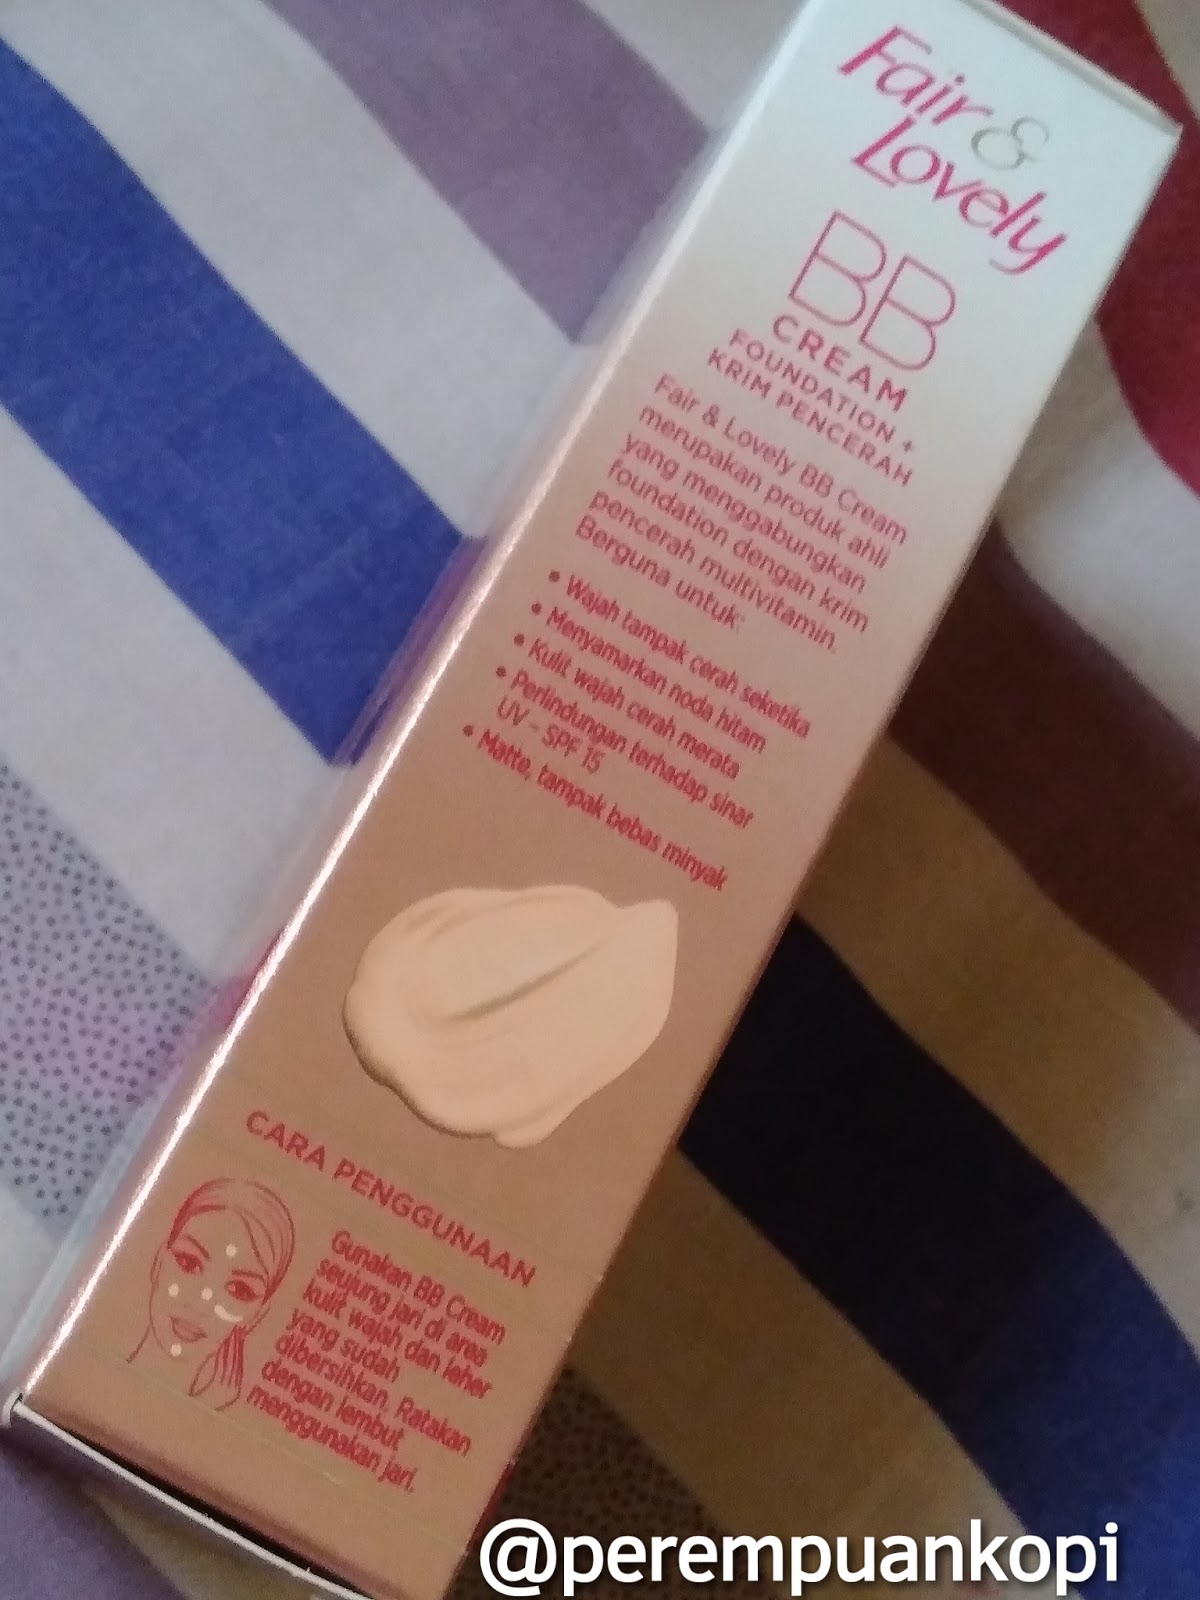 Fair &
Lovely
BB
CREAM
FOUNDATION +
KRIM PENCERAH
Fair & Lovely BB Cream
merupakan produk ahli
yang menggabungkan
foundation dengan krim
pencerah multivitamin.
Berguna untuk:
• Wajah tampak cerah seketika
• Menyamarkan noda hitam
• Kulit wajah cerah merata
• Perlindungan terhadap sinar
UV - SPF 15
• Matte, tampak bebas minyak
CARA PENGGUNAAN
Gunakan BB Cream
seujung jari di area
kulit wajah dan leher
yang sudah
dibersihkan. Ratakan
dengan lembut
menggunakan jari.
@perempuankopi